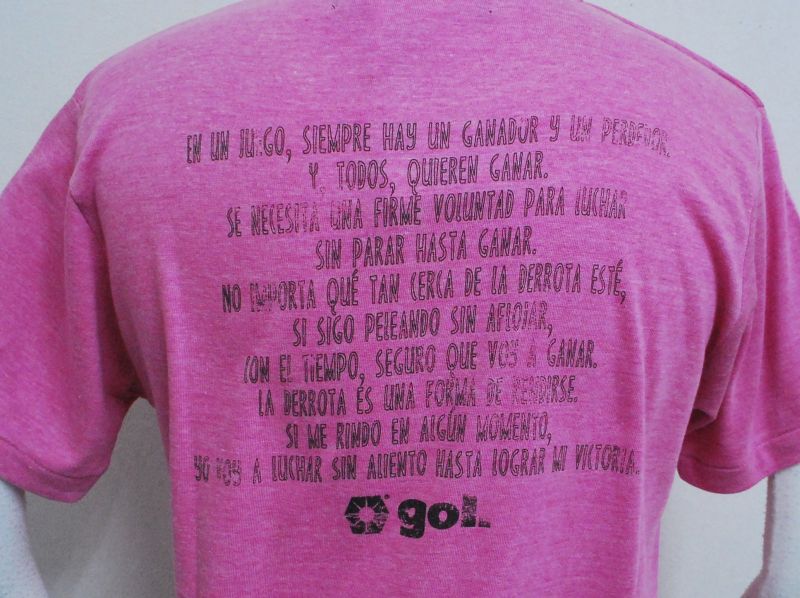 EN UN JUEGO, SIEMPRE HAY UN GANADOR Y UN PERDEDOR.
Y, TODOS, QUIEREN GANAR.
SE NECESITA UNA FIRME VOLUNTAD PARA LUCHAR
SIN PARAR HASTA GANAR.
NO IMPORTA QUÉ TAN CERCA DE LA DERROTA ESTÉ,
SI SIGO PELEANDO SIN AFLOJAR,
CON EL TIEMPO, SEGURO QUE VOY A GANAR.
LA DERROTA ES UNA FORMA DE RENDIRSE.
SI ME RINDO EN ALGÚN MOMENTO,
YO VOY A LUCHAR SIN ALIENTO HASTA LOGRAR MI VICTORIA.
gol.